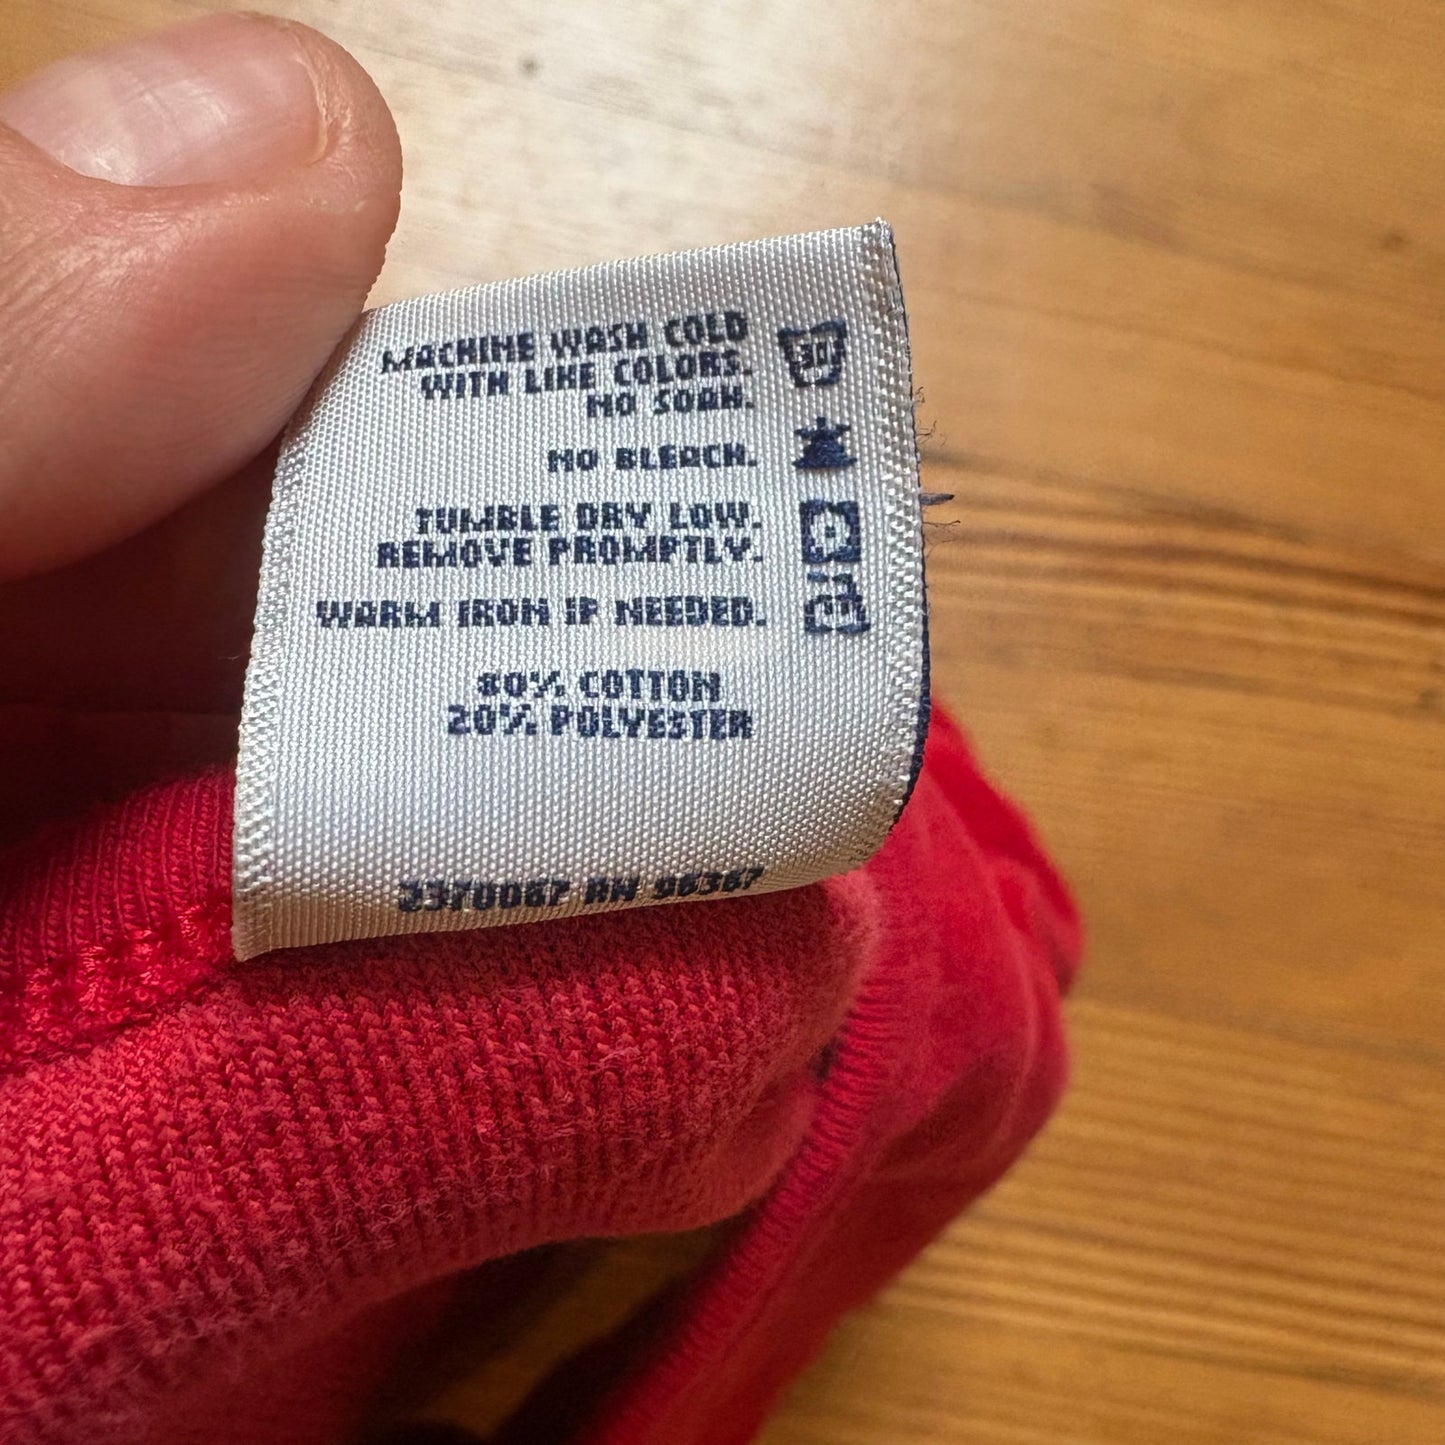 MACHINE WASH COLD
WITH LIKE COLORS.
NO SOAK.
30
NO BLEACH.
TUMBLE DRY LOW.
REMOVE PROMPTLY.
WARM IRON IF NEEDED.
80% COTTON
20% POLYESTER
2370067 RN 96367